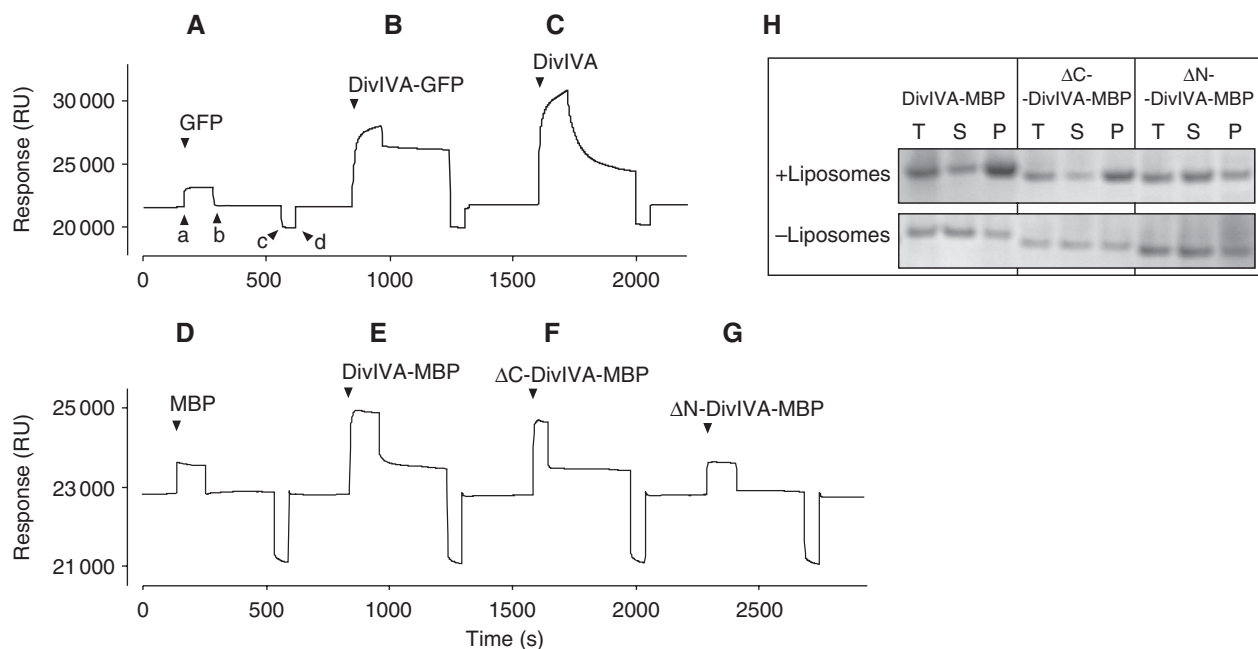 A B C
Response (RU)
30 000
25 000
20 000
GFP
DivIVA-GFP
DivIVA
a b c d
0 500 1000 1500 2000
H
DivIVA-MBP
ΔC-
-DivIVA-MBP
ΔN-
-DivIVA-MBP
T S P T S P T S P
+Liposomes
–Liposomes
D E F G
Response (RU)
25 000
23 000
21 000
MBP
DivIVA-MBP
ΔC-DivIVA-MBP
ΔN-DivIVA-MBP
0 500 1000 1500 2000 2500
Time (s)